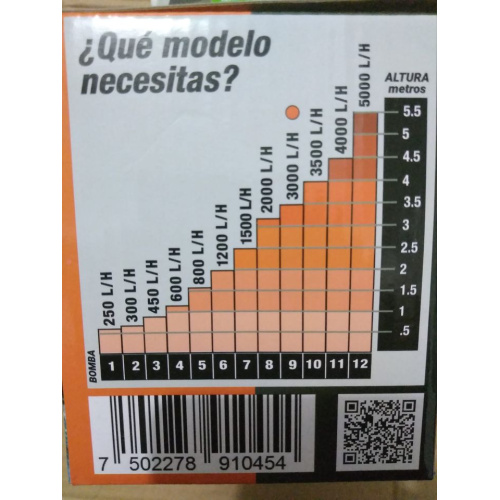 ¿Qué modelo
necesitas?
ALTURA
metros
5.5
5
4.5
4
3.5
3
2.5
2
1.5
1
.5
250 L/H
300 L/H
450 L/H
600 L/H
800 L/H
1200 L/H
1500 L/H
2000 L/H
3000 L/H
3500 L/H
4000 L/H
5000 L/H
BOMBA
1 2 3 4 5 6 7 8 9 10 11 12
7 502278 910454